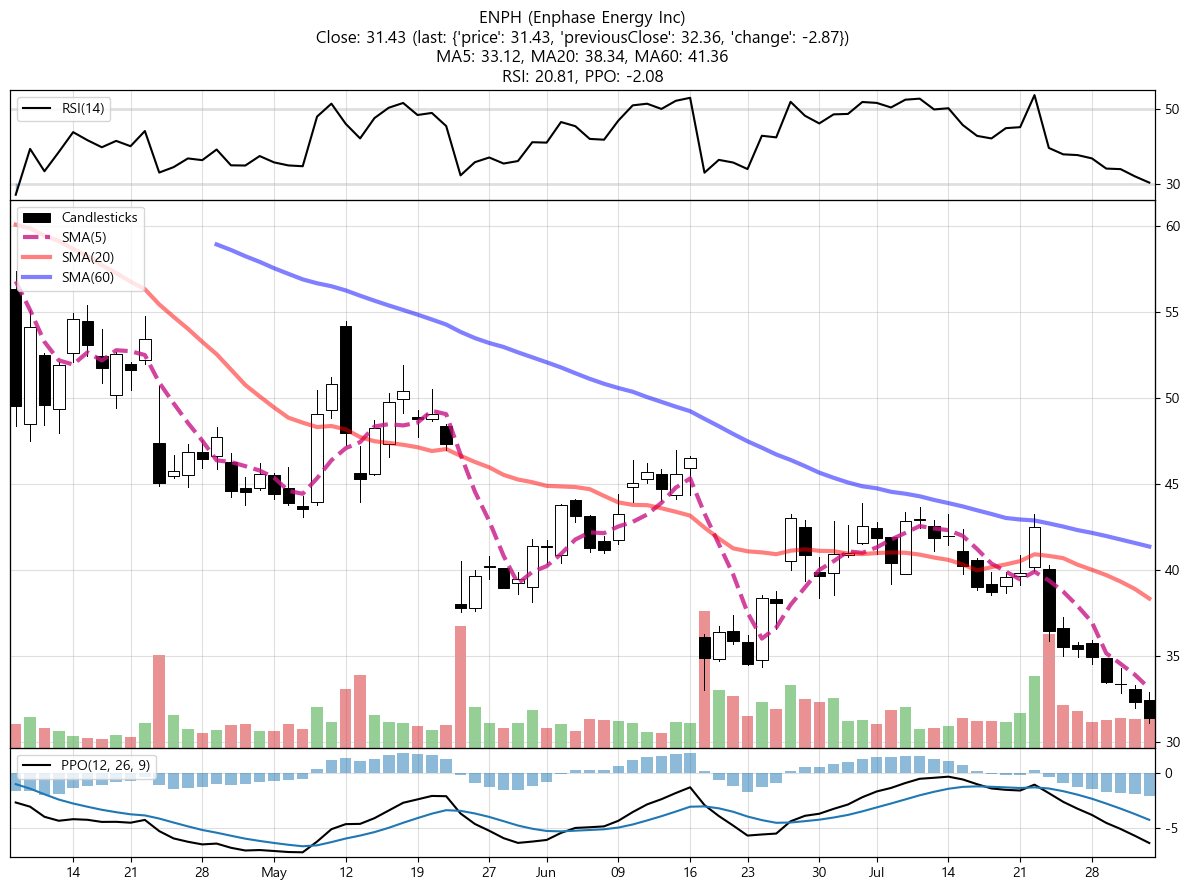 ENPH (Enphase Energy Inc)
Close: 31.43 (last: {'price': 31.43, 'previousClose': 32.36, 'change': -2.87})
MA5: 33.12, MA20: 38.34, MA60: 41.36
RSI: 20.81, PPO: -2.08
RSI(14)
50
30
Candlesticks
SMA(5)
SMA(20)
SMA(60)
60
55
50
45
40
35
30
PPO(12, 26, 9)
0
-5
14 21 28 May 12 19 27 Jun 09 16 23 30 Jul 14 21 28